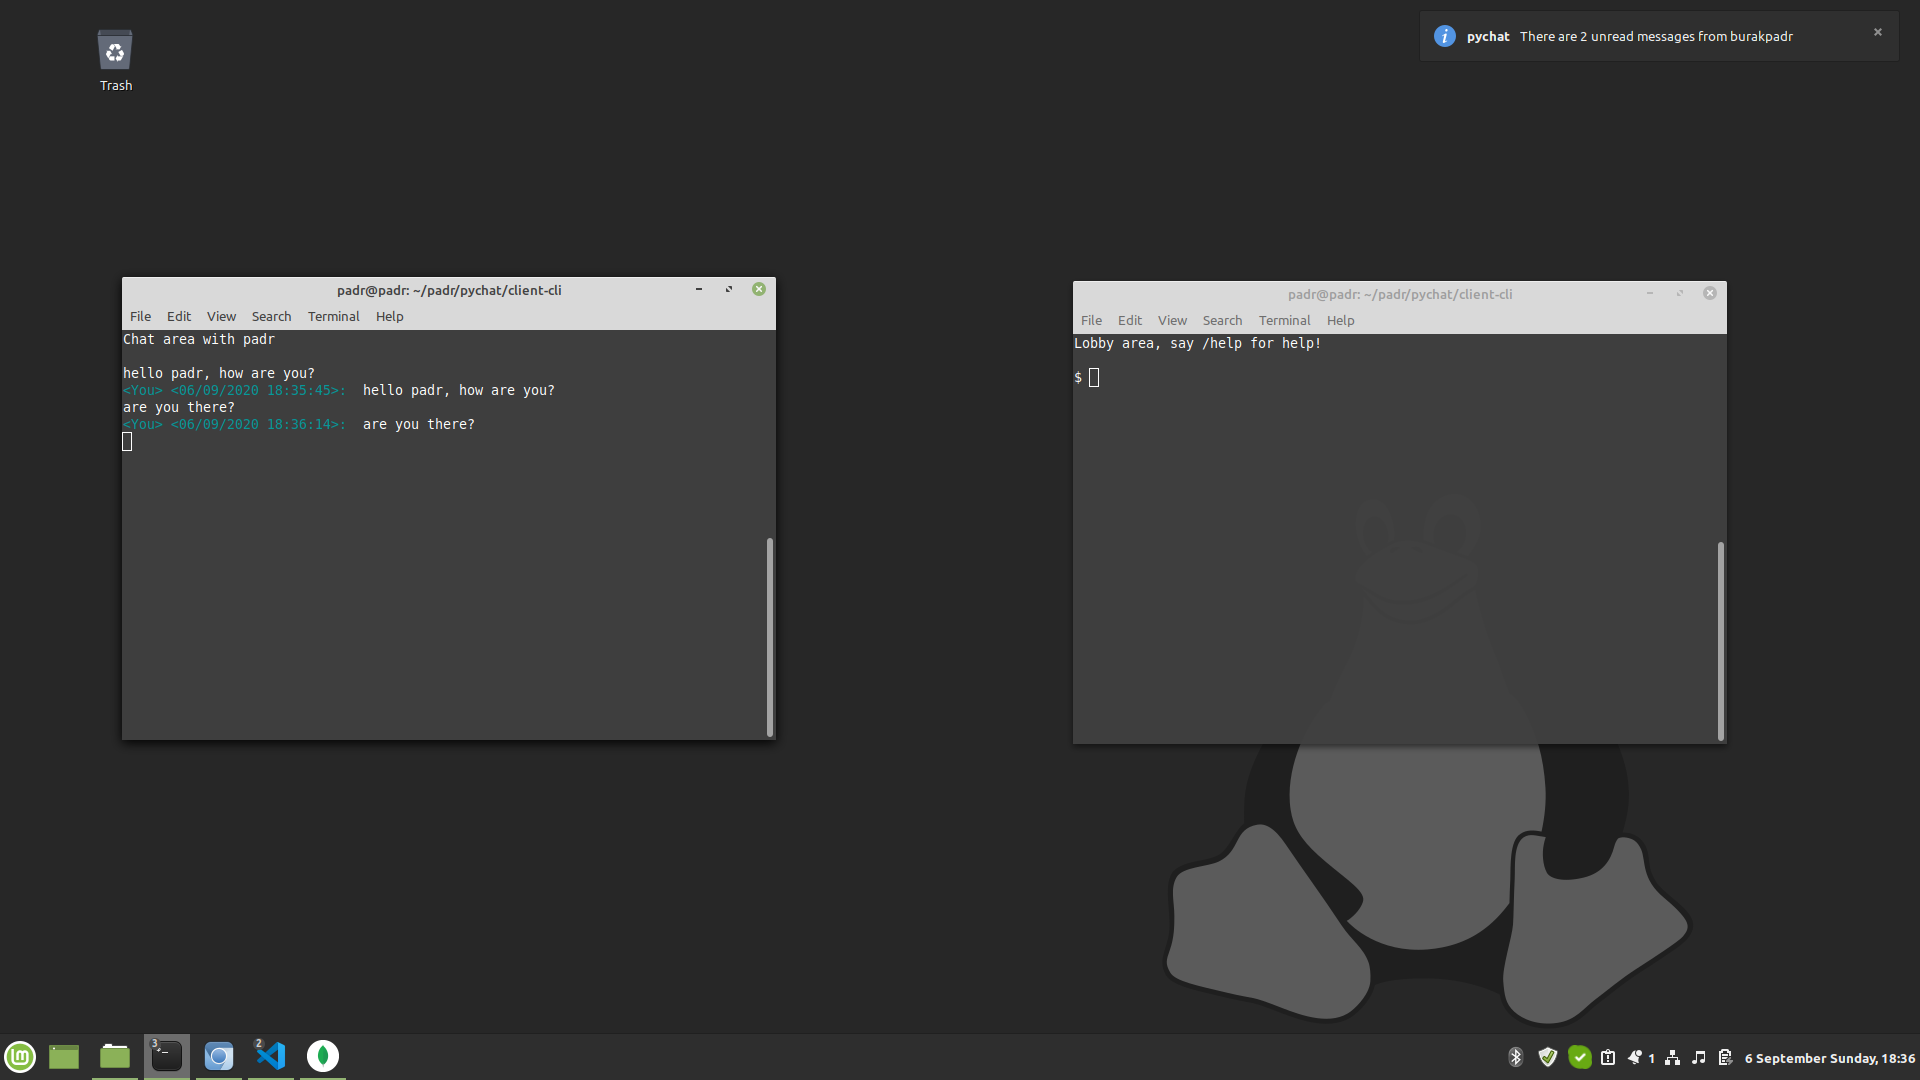 Trash
pychat There are 2 unread messages from burakpadr
padr@padr: ~/padr/pychat/client-cli
File Edit View Search Terminal Help
Chat area with padr
hello padr, how are you?
<You> <06/09/2020 18:35:45>: hello padr, how are you?
are you there?
<You> <06/09/2020 18:36:14>: are you there?
padr@padr: ~/padr/pychat/client-cli
File Edit View Search Terminal Help
Lobby area, say /help for help!
$
3
2
1
6 September Sunday, 18:36